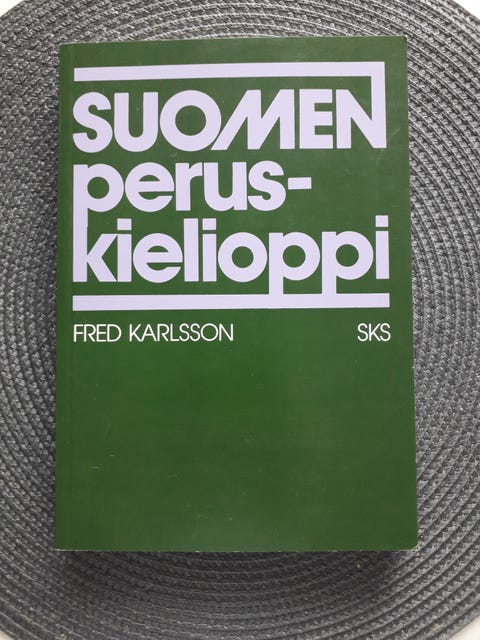 SUOMEN
perus-
kielioppi
FRED KARLSSON SKS